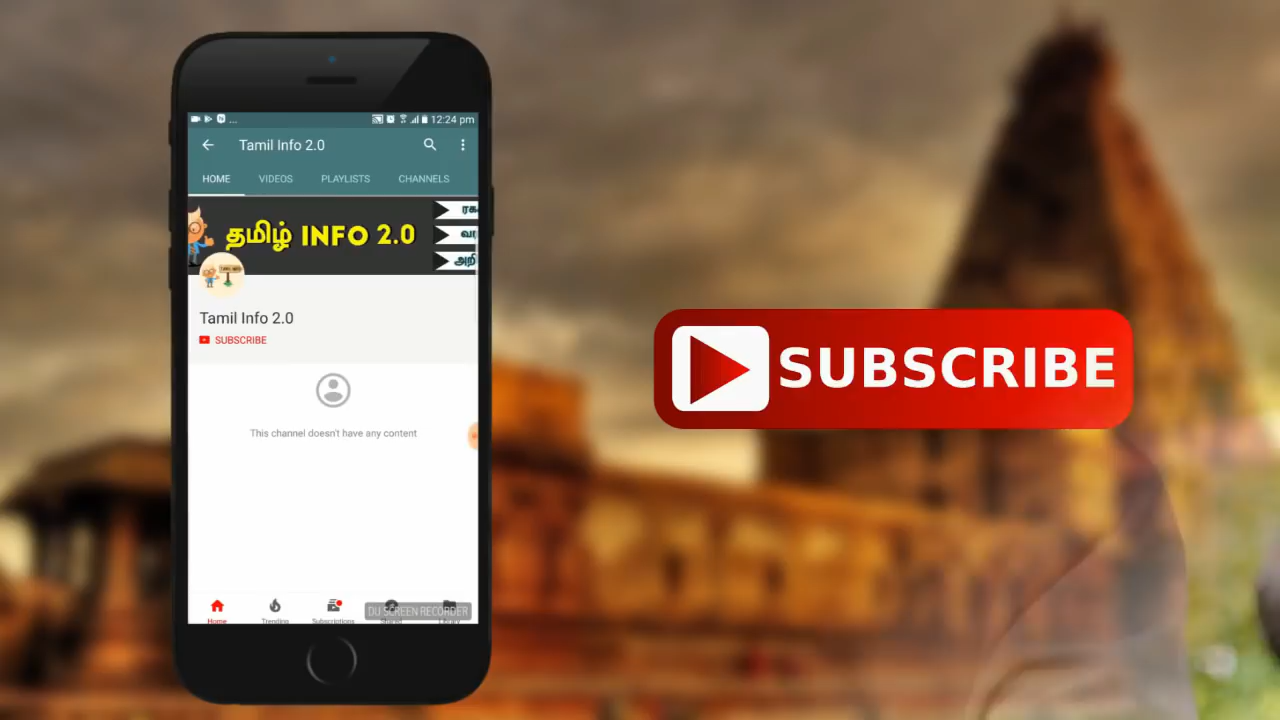 12:24 pm
Tamil Info 2.0
HOME VIDEOS PLAYLISTS CHANNELS
தமிழ் INFO 2.0
Tamil Info 2.0
SUBSCRIBE
This channel doesn't have any content
Home Trending Subscriptions Library
DU SCREEN RECORDER
SUBSCRIBE